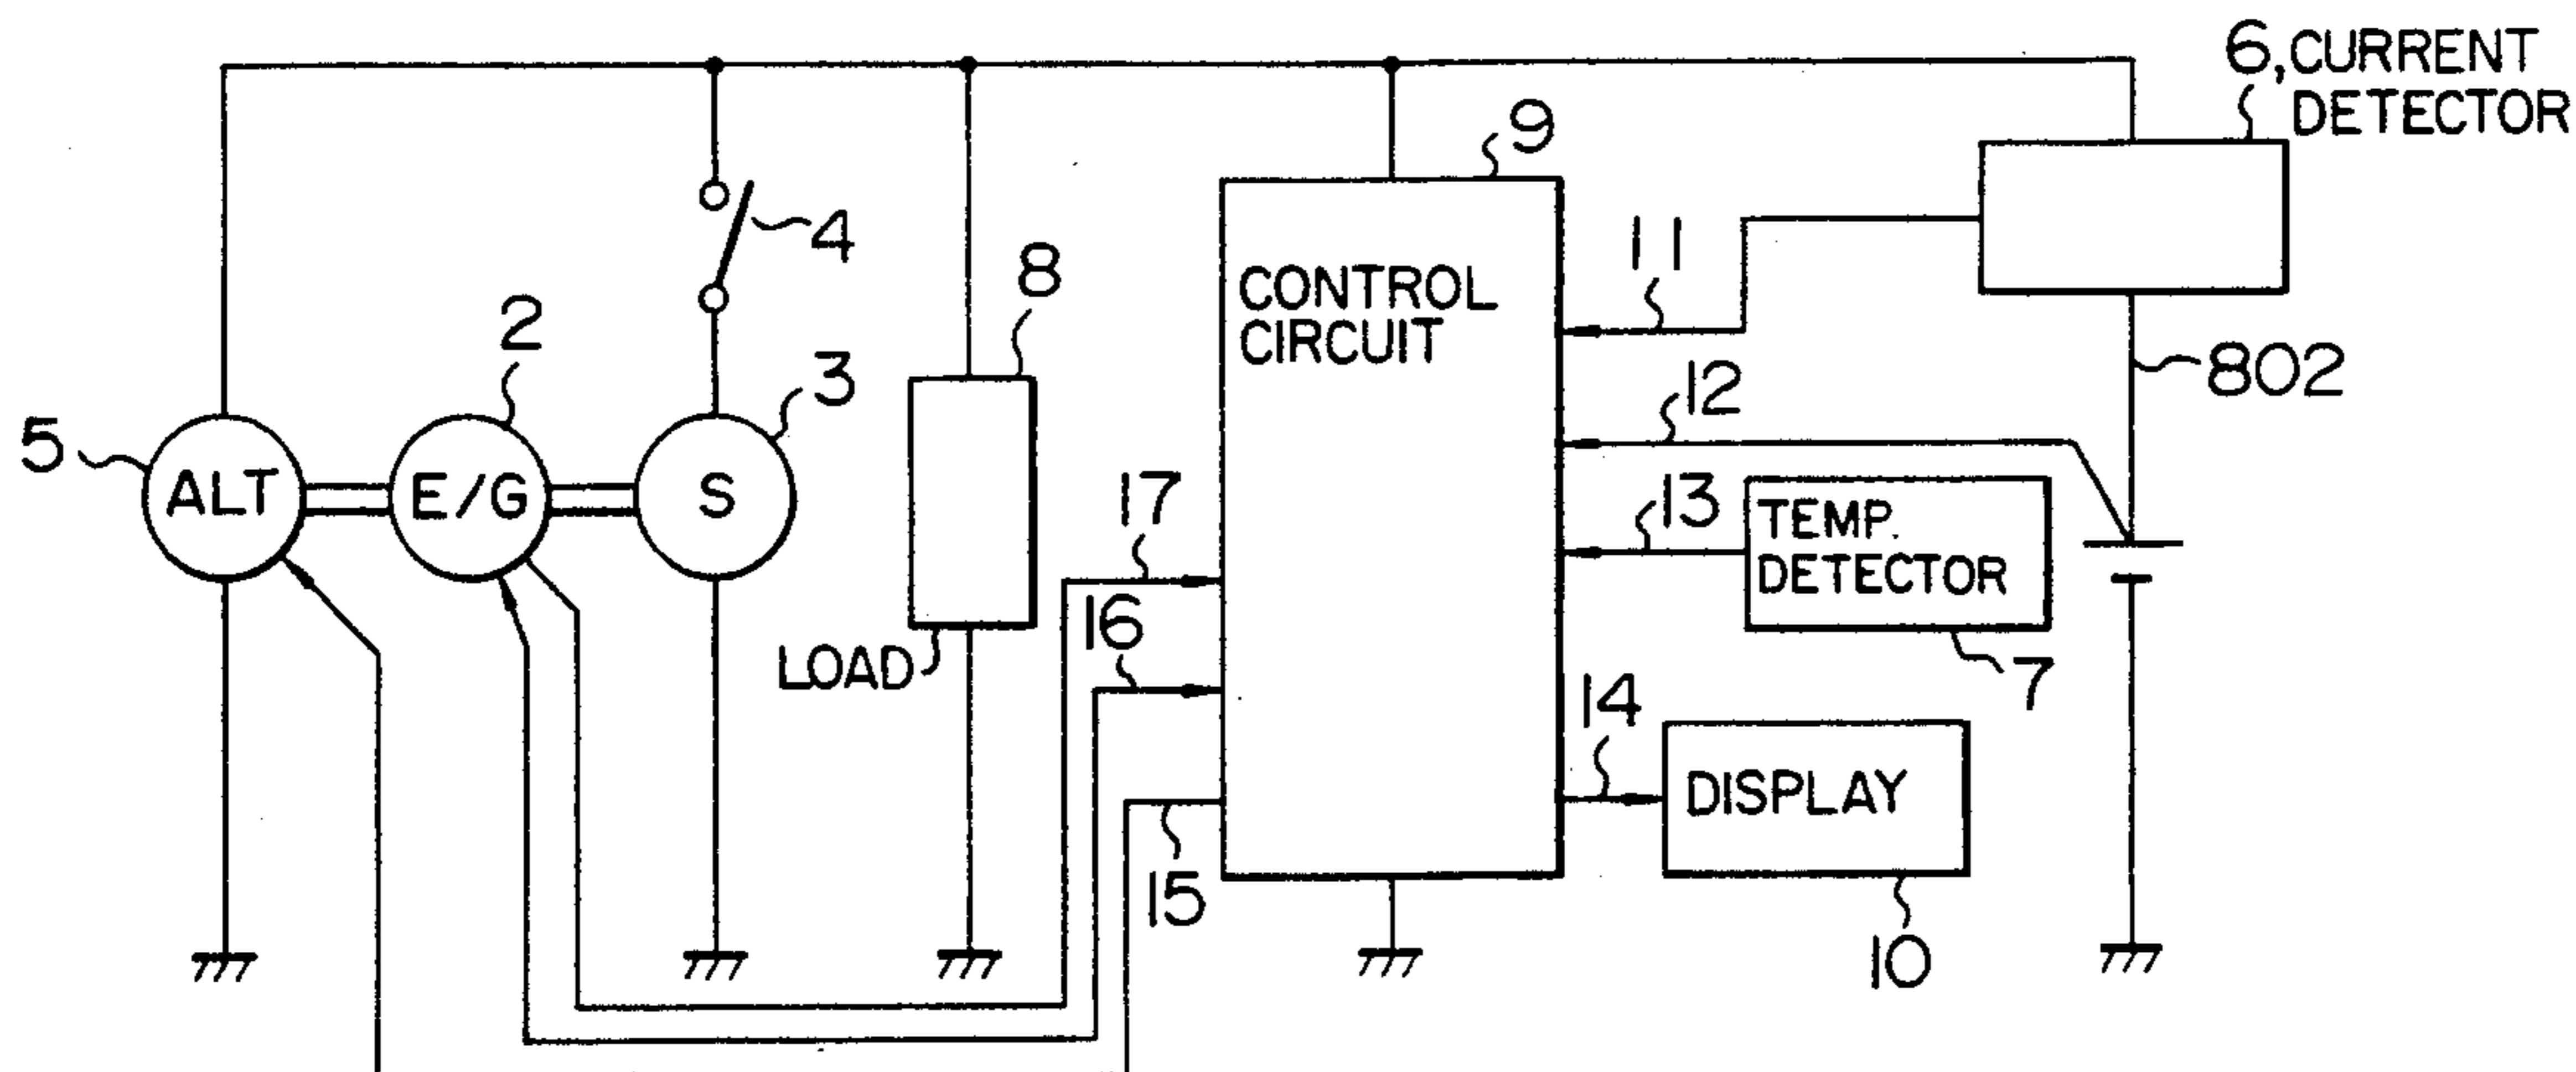 6, CURRENT
DETECTOR
9
4
11
8
CONTROL
CIRCUIT
2
3
802
12
5
ALT
E/G
S
17
13
TEMP.
DETECTOR
16
LOAD
7
14
DISPLAY
15
10